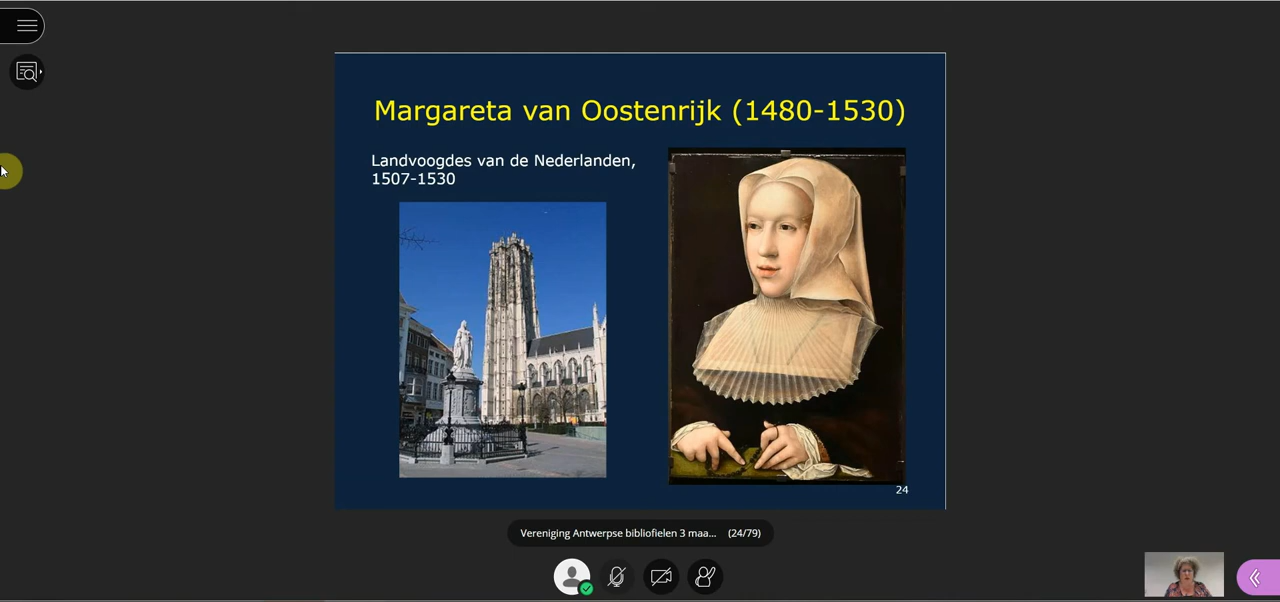 Margareta van Oostenrijk (1480-1530)
Landvoogdes van de Nederlanden,
1507-1530
24
Vereniging Antwerpse bibliofielen 3 maa... (24/79)